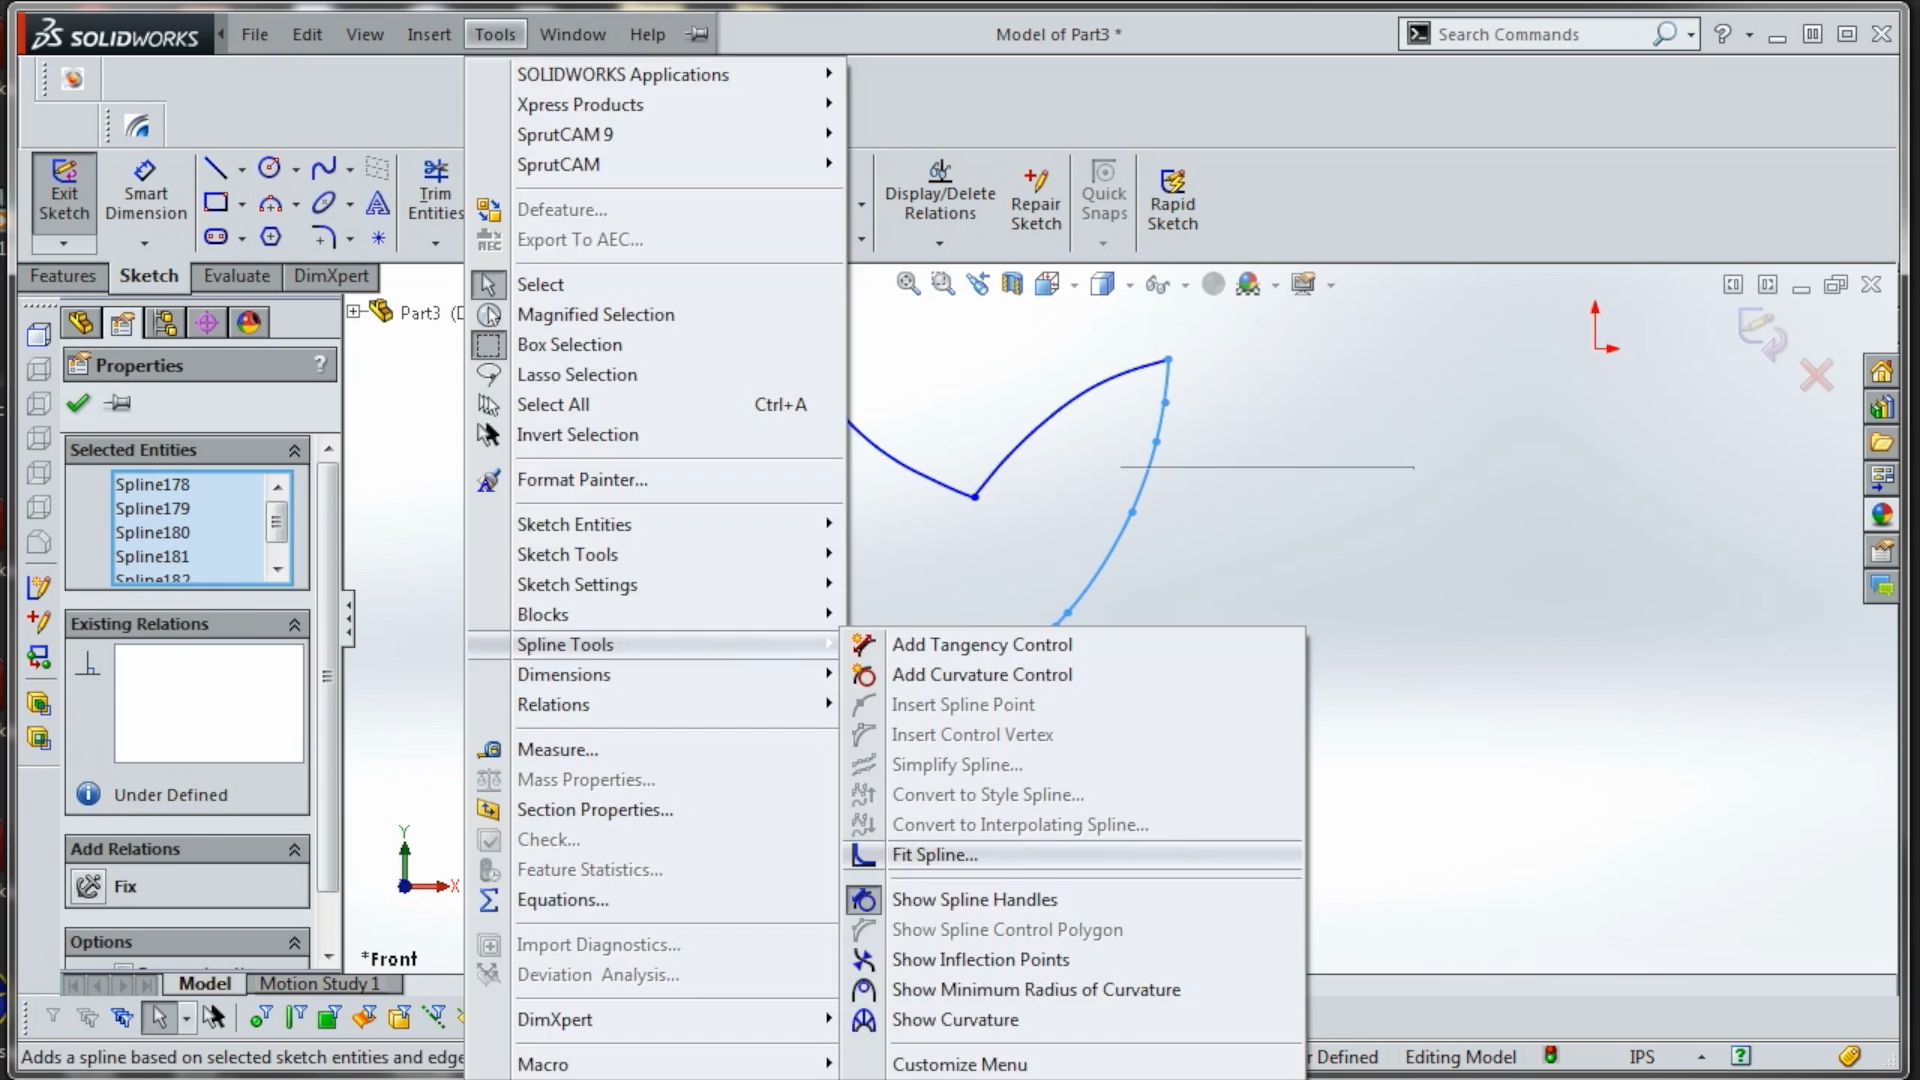 SOLIDWORKS
File Edit View Insert Tools Window Help
Model of Part3 *
Search Commands
SOLIDWORKS Applications
Xpress Products
SprutCAM 9
SprutCAM
Exit Sketch
Smart Dimension
Trim Entities
Display/Delete Relations
Repair Sketch
Quick Snaps
Rapid Sketch
Defeature...
Export To AEC...
Features Sketch Evaluate DimXpert
Select
Magnified Selection
Box Selection
Lasso Selection
Select All Ctrl+A
Invert Selection
Format Painter...
Sketch Entities
Sketch Tools
Sketch Settings
Blocks
Spline Tools
Dimensions
Relations
Measure...
Mass Properties...
Section Properties...
Check...
Feature Statistics...
Equations...
Import Diagnostics...
Deviation Analysis...
DimXpert
Macro
Part3 (D
Properties ?
Selected Entities
Spline178
Spline179
Spline180
Spline181
Spline182
Existing Relations
Under Defined
Add Relations
Fix
Options
Y
X
*Front
Model Motion Study 1
Add Tangency Control
Add Curvature Control
Insert Spline Point
Insert Control Vertex
Simplify Spline...
Convert to Style Spline...
Convert to Interpolating Spline...
Fit Spline...
Show Spline Handles
Show Spline Control Polygon
Show Inflection Points
Show Minimum Radius of Curvature
Show Curvature
Customize Menu
Adds a spline based on selected sketch entities and edge
r Defined Editing Model IPS